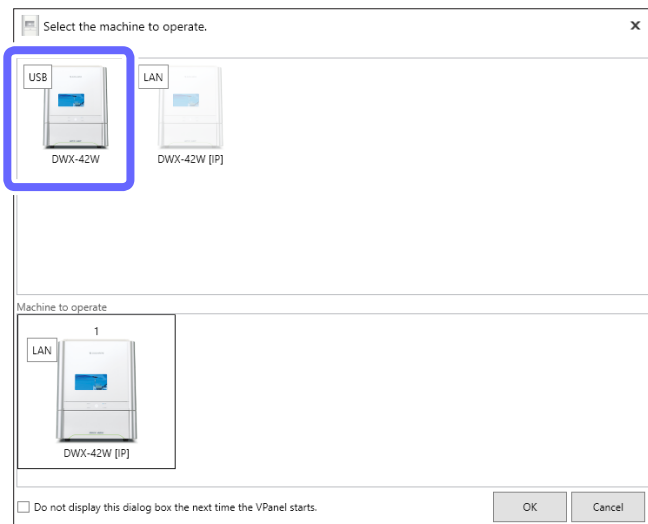 Select the machine to operate.
USB
LAN
DWX-42W
DWX-42W [IP]
Machine to operate
1
LAN
DWX-42W [IP]
Do not display this dialog box the next time the VPanel starts.
OK
Cancel